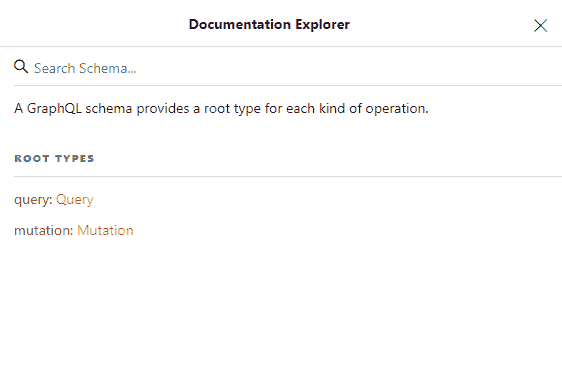 Documentation Explorer
Search Schema...
A GraphQL schema provides a root type for each kind of operation.
ROOT TYPES
query: Query
mutation: Mutation